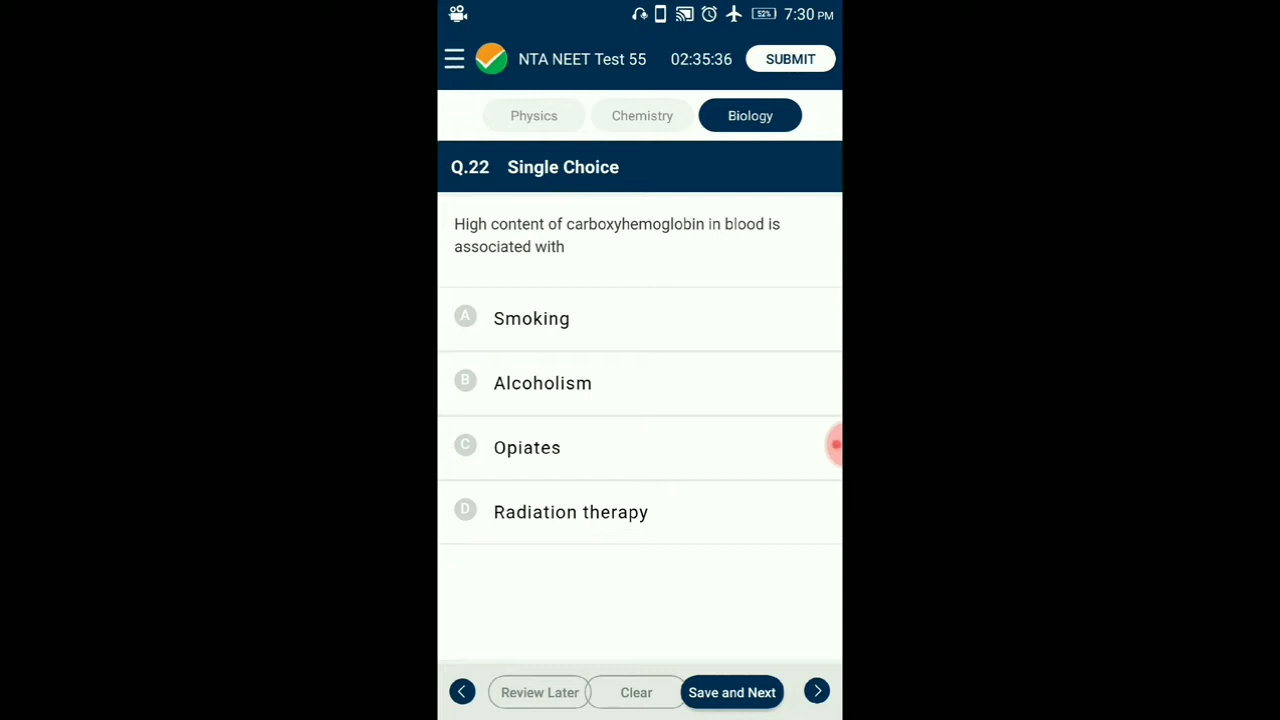 52% 7:30 PM
NTA NEET Test 55 02:35:36 SUBMIT
Physics Chemistry Biology
Q.22 Single Choice
High content of carboxyhemoglobin in blood is
associated with
A Smoking
B Alcoholism
C Opiates
D Radiation therapy
Review Later Clear Save and Next